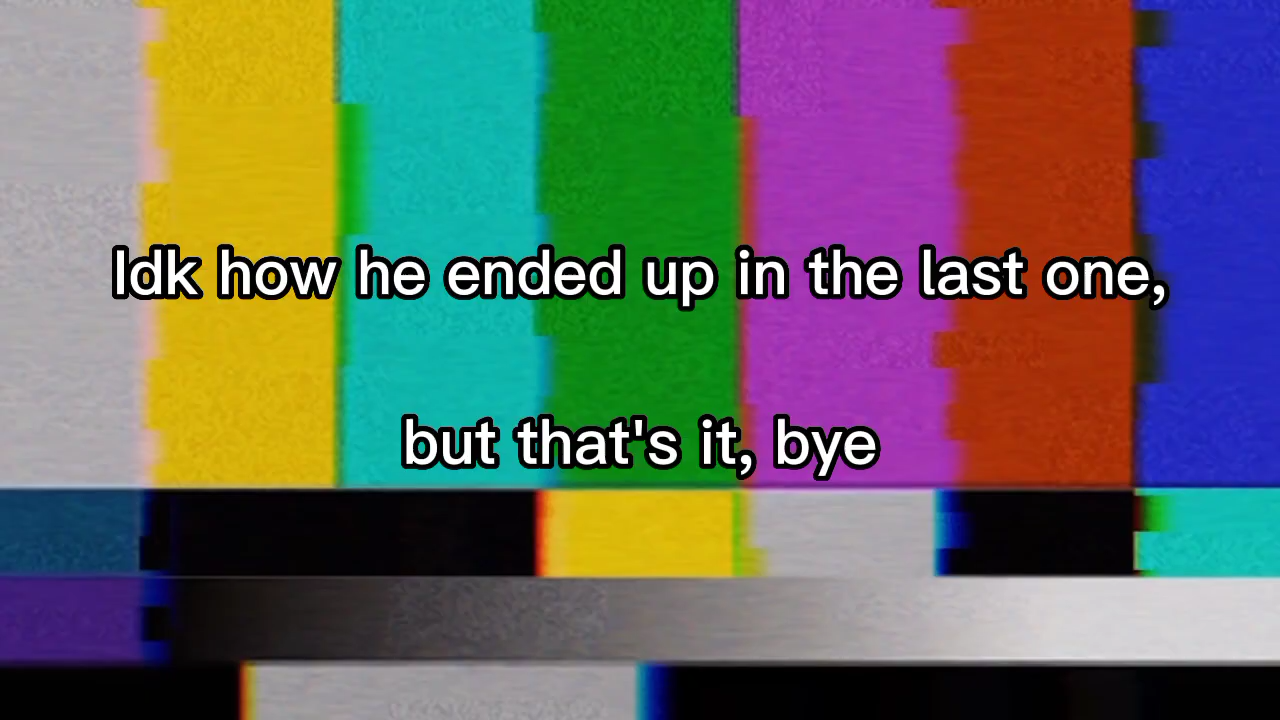 Idk how he ended up in the last one,
but that's it, bye